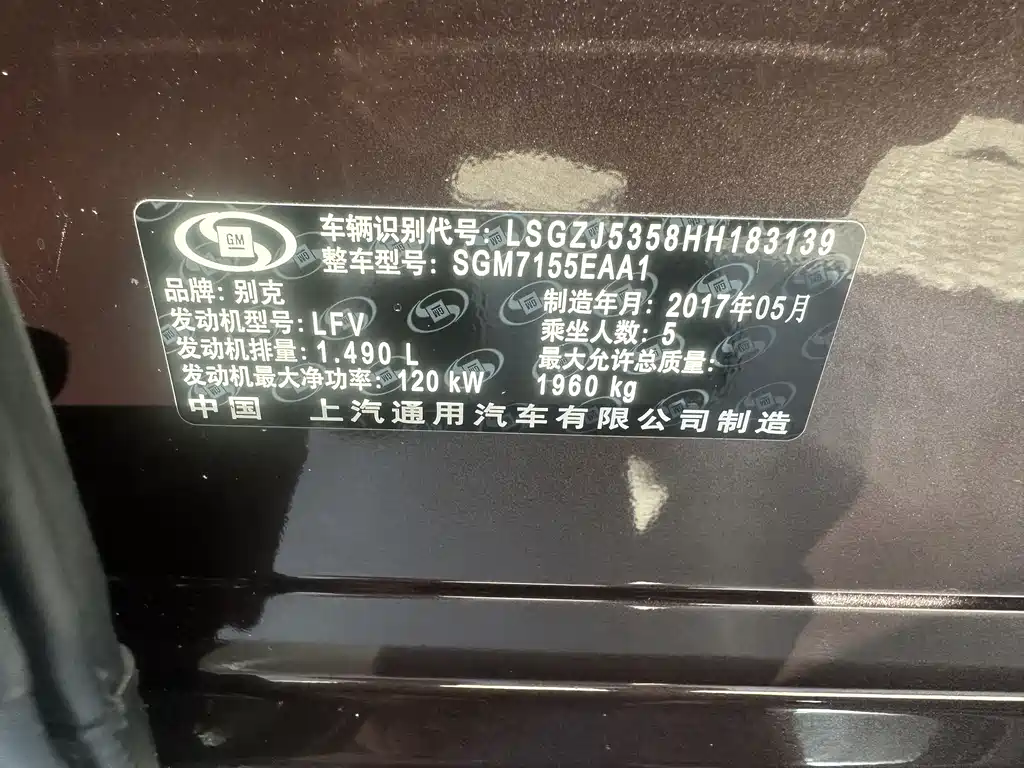 GM
车辆识别代号: LSGZJ5358HH183139
整车型号: SGM7155EAA1
品牌: 别克
制造年月: 2017年05月
发动机型号: LFV
乘坐人数: 5
发动机排量: 1.490 L
最大允许总质量:
1960 kg
发动机最大净功率: 120 kW
中国 上汽通用汽车有限公司制造